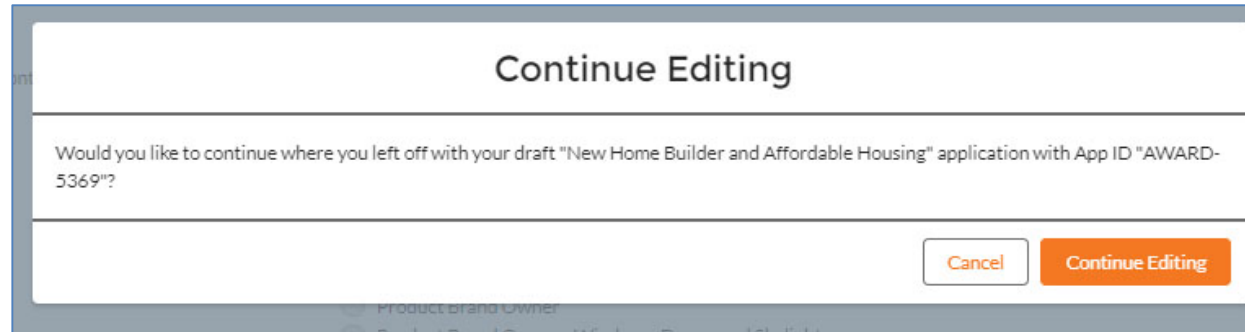 Continue Editing
Would you like to continue where you left off with your draft "New Home Builder and Affordable Housing" application with App ID "AWARD-
5369"?
Cancel
Continue Editing
Product Brand Owner